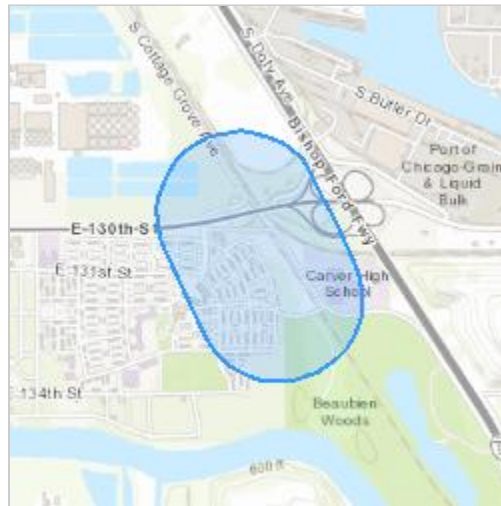 S Cottage Grove Ave
S Doty Ave
Bishop Ford Fwy
S Butler Dr
Port of
Chicago-Grain
& Liquid
Bulk
E-130th-St
E 131st St
Carver High
School
E 134th St
Beaubien
Woods
600 ft